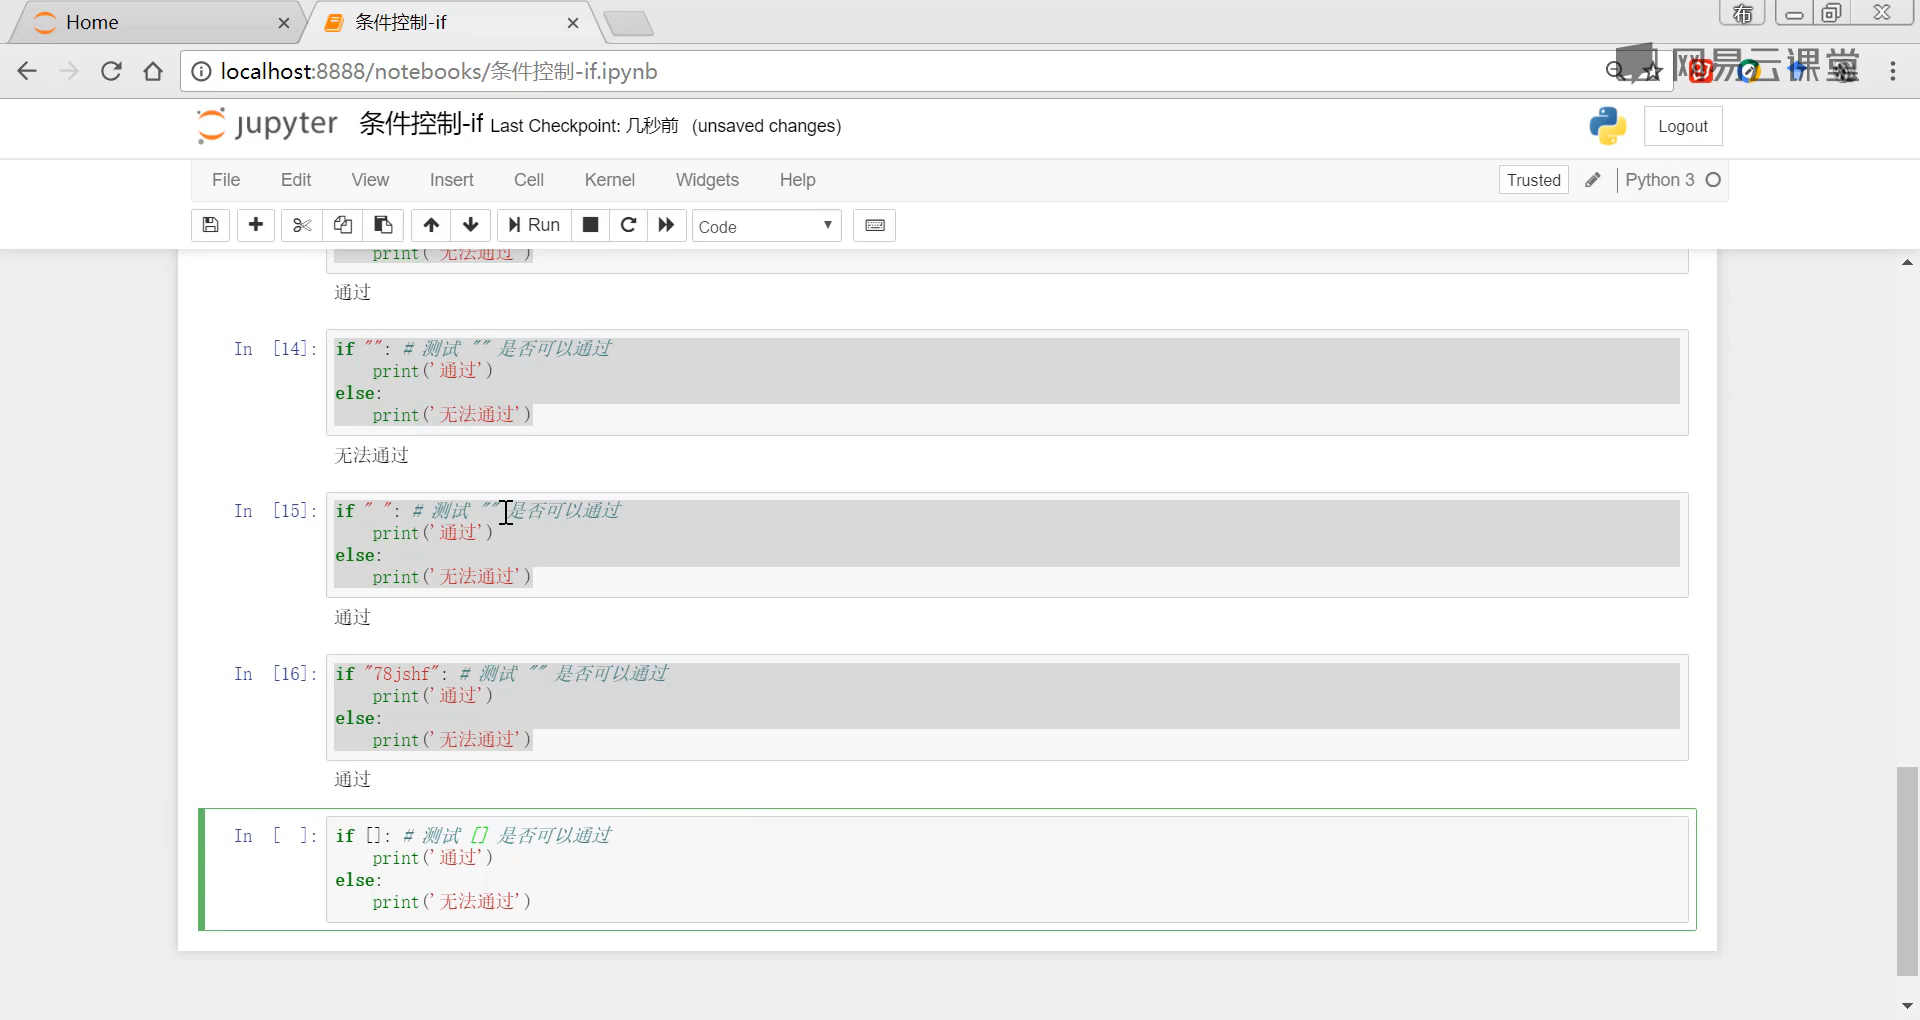 Home
条件控制-if
布
localhost:8888/notebooks/条件控制-if.ipynb
网易云课堂
jupyter 条件控制-if Last Checkpoint: 几秒前 (unsaved changes)
Logout
File Edit View Insert Cell Kernel Widgets Help
Trusted Python 3
Run Code
print('无法通过')
通过
In [14]: if "": # 测试 "" 是否可以通过
print('通过')
else:
print('无法通过')
无法通过
In [15]: if " ": # 测试 "" 是否可以通过
print('通过')
else:
print('无法通过')
通过
In [16]: if "78jshf": # 测试 "" 是否可以通过
print('通过')
else:
print('无法通过')
通过
In [ ]: if []: # 测试 [] 是否可以通过
print('通过')
else:
print('无法通过')